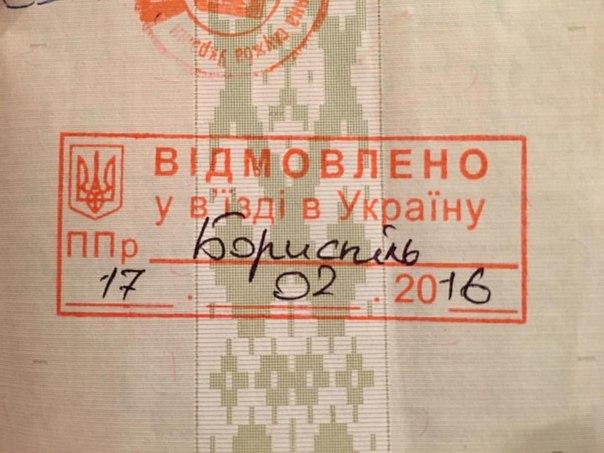 ВІДМОВЛЕНО
у в'їзді в Україну
ППр Бориспіль
17 . 02 . 2016